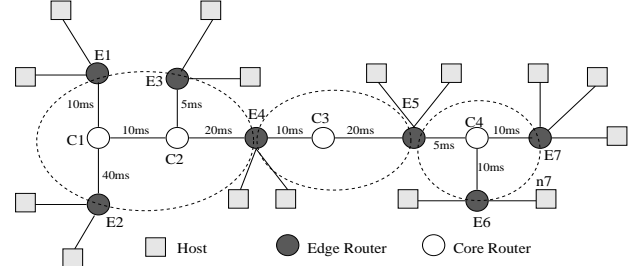 E1
E3
10ms
5ms
E4
C3
E5
C4
C1
10ms
20ms
10ms
20ms
5ms
10ms
C2
E7
40ms
10ms
n7
E2
E6
Host
Edge Router
Core Router